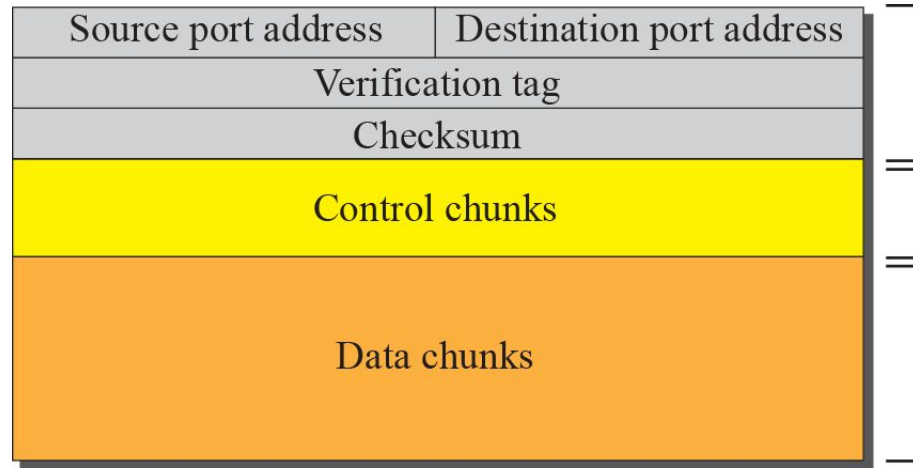 Source port address Destination port address
Verification tag
Checksum
Control chunks
Data chunks